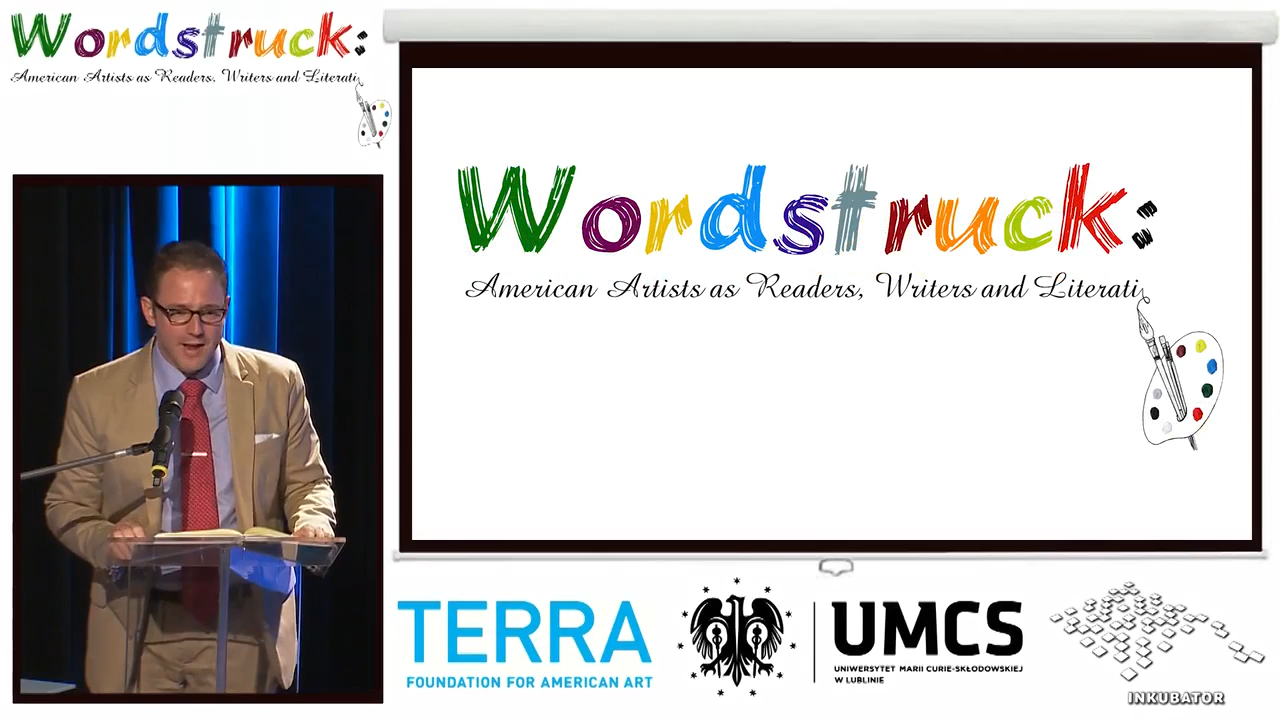 Wordstruck:
American Artists as Readers, Writers and Literati
Wordstruck:
American Artists as Readers, Writers and Literati
TERRA
FOUNDATION FOR AMERICAN ART
UMCS
UNIWERSYTET MARII CURIE-SKŁODOWSKIEJ
W LUBLINIE
INKUBATOR